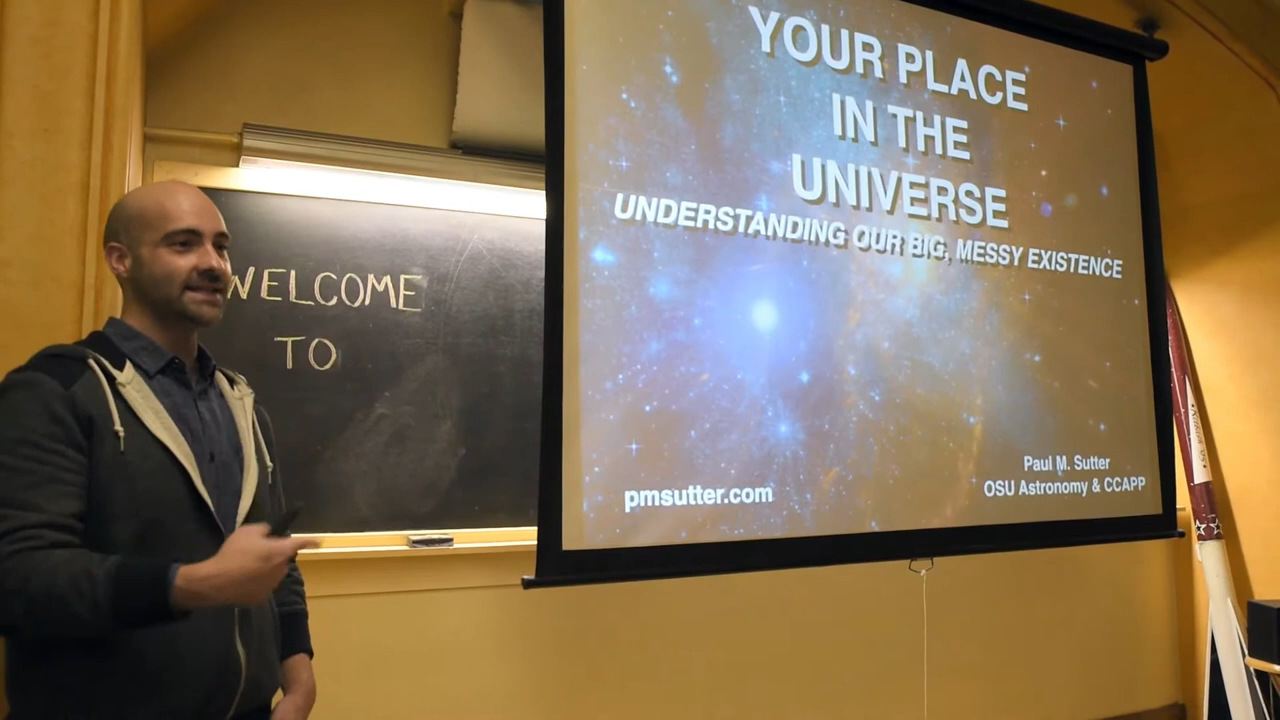 WELCOME
TO
YOUR PLACE
IN THE
UNIVERSE
UNDERSTANDING OUR BIG, MESSY EXISTENCE
pmsutter.com
Paul M. Sutter
OSU Astronomy & CCAPP